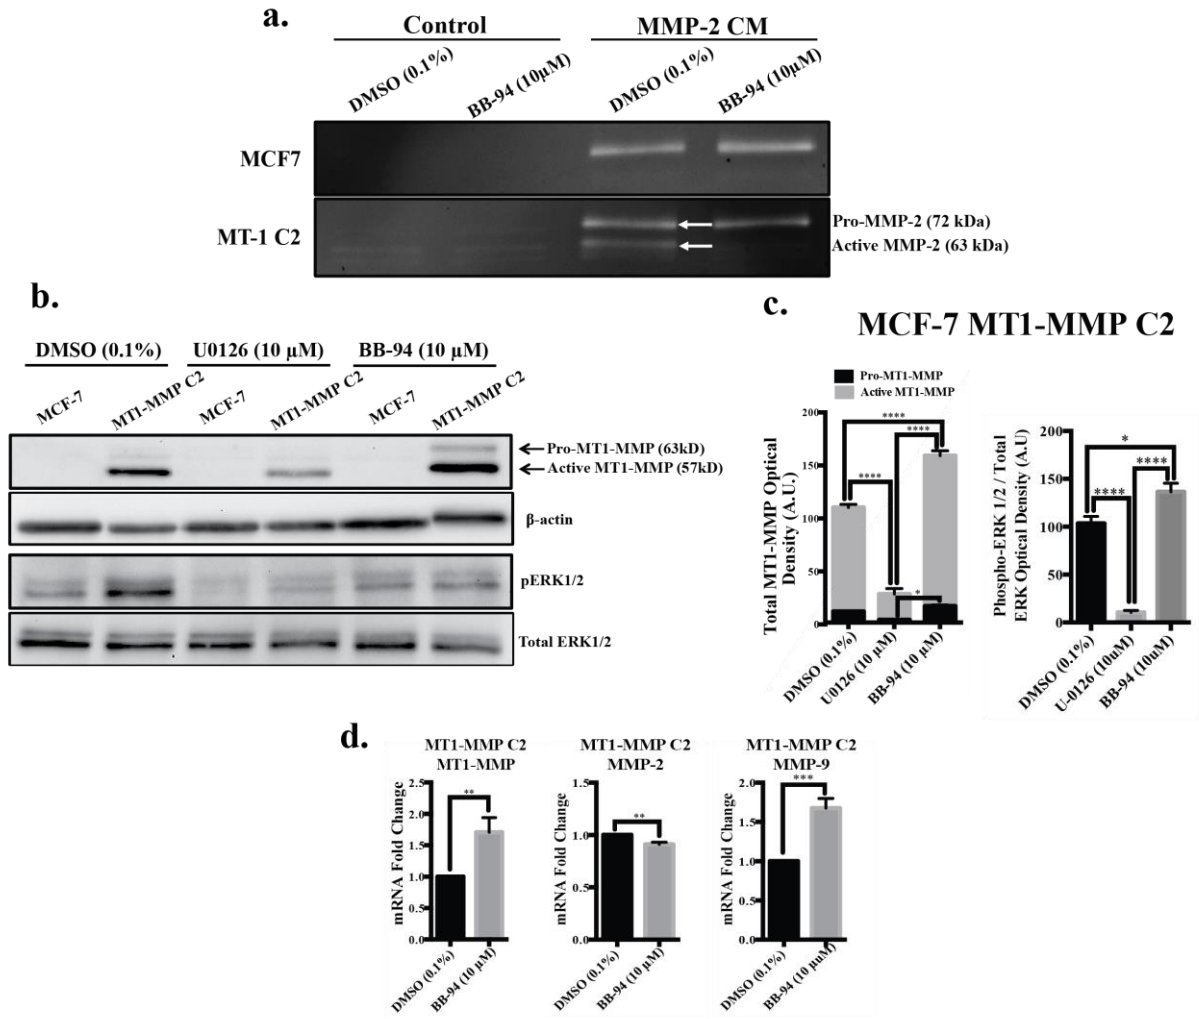 a.
Control
MMP-2 CM
DMSO (0.1%)
BB-94 (10µM)
DMSO (0.1%)
BB-94 (10µM)
MCF7
MT-1 C2
Pro-MMP-2 (72 kDa)
Active MMP-2 (63 kDa)
b.
DMSO (0.1%)
U0126 (10 µM)
BB-94 (10 µM)
MCF-7
MT1-MMP C2
MCF-7
MT1-MMP C2
MCF-7
MT1-MMP C2
Pro-MT1-MMP (63kD)
Active MT1-MMP (57kD)
β-actin
pERK1/2
Total ERK1/2
c.
MCF-7 MT1-MMP C2
Pro-MT1-MMP
Active MT1-MMP
Total MT1-MMP Optical
Density (A.U.)
200
150
100
50
0
****
****
****
*
DMSO (0.1%)
U0126 (10 µM)
BB-94 (10 µM)
Phospho-ERK 1/2 / Total
ERK Optical Density (A.U)
200
150
100
50
0
*
****
****
DMSO (0.1%)
U-0126 (10uM)
BB-94 (10uM)
d.
MT1-MMP C2
MT1-MMP
mRNA Fold Change
2.5
2.0
1.5
1.0
0.5
0.0
**
DMSO (0.1%)
BB-94 (10 µM)
MT1-MMP C2
MMP-2
mRNA Fold Change
1.5
1.0
0.5
0.0
**
DMSO (0.1%)
BB-94 (10 µM)
MT1-MMP C2
MMP-9
mRNA Fold Change
2.0
1.5
1.0
0.5
0.0
***
DMSO (0.1%)
BB-94 (10 µuM)